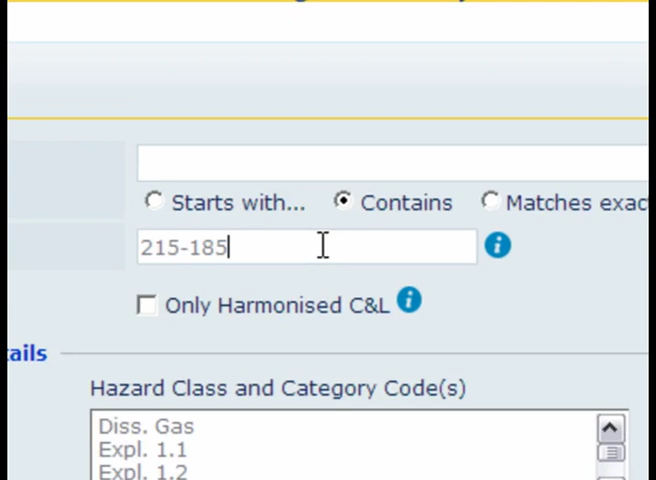 Starts with... Contains Matches exac
215-185
Only Harmonised C&L
ails
Hazard Class and Category Code(s)
Diss. Gas
Expl. 1.1
Expl. 1.2